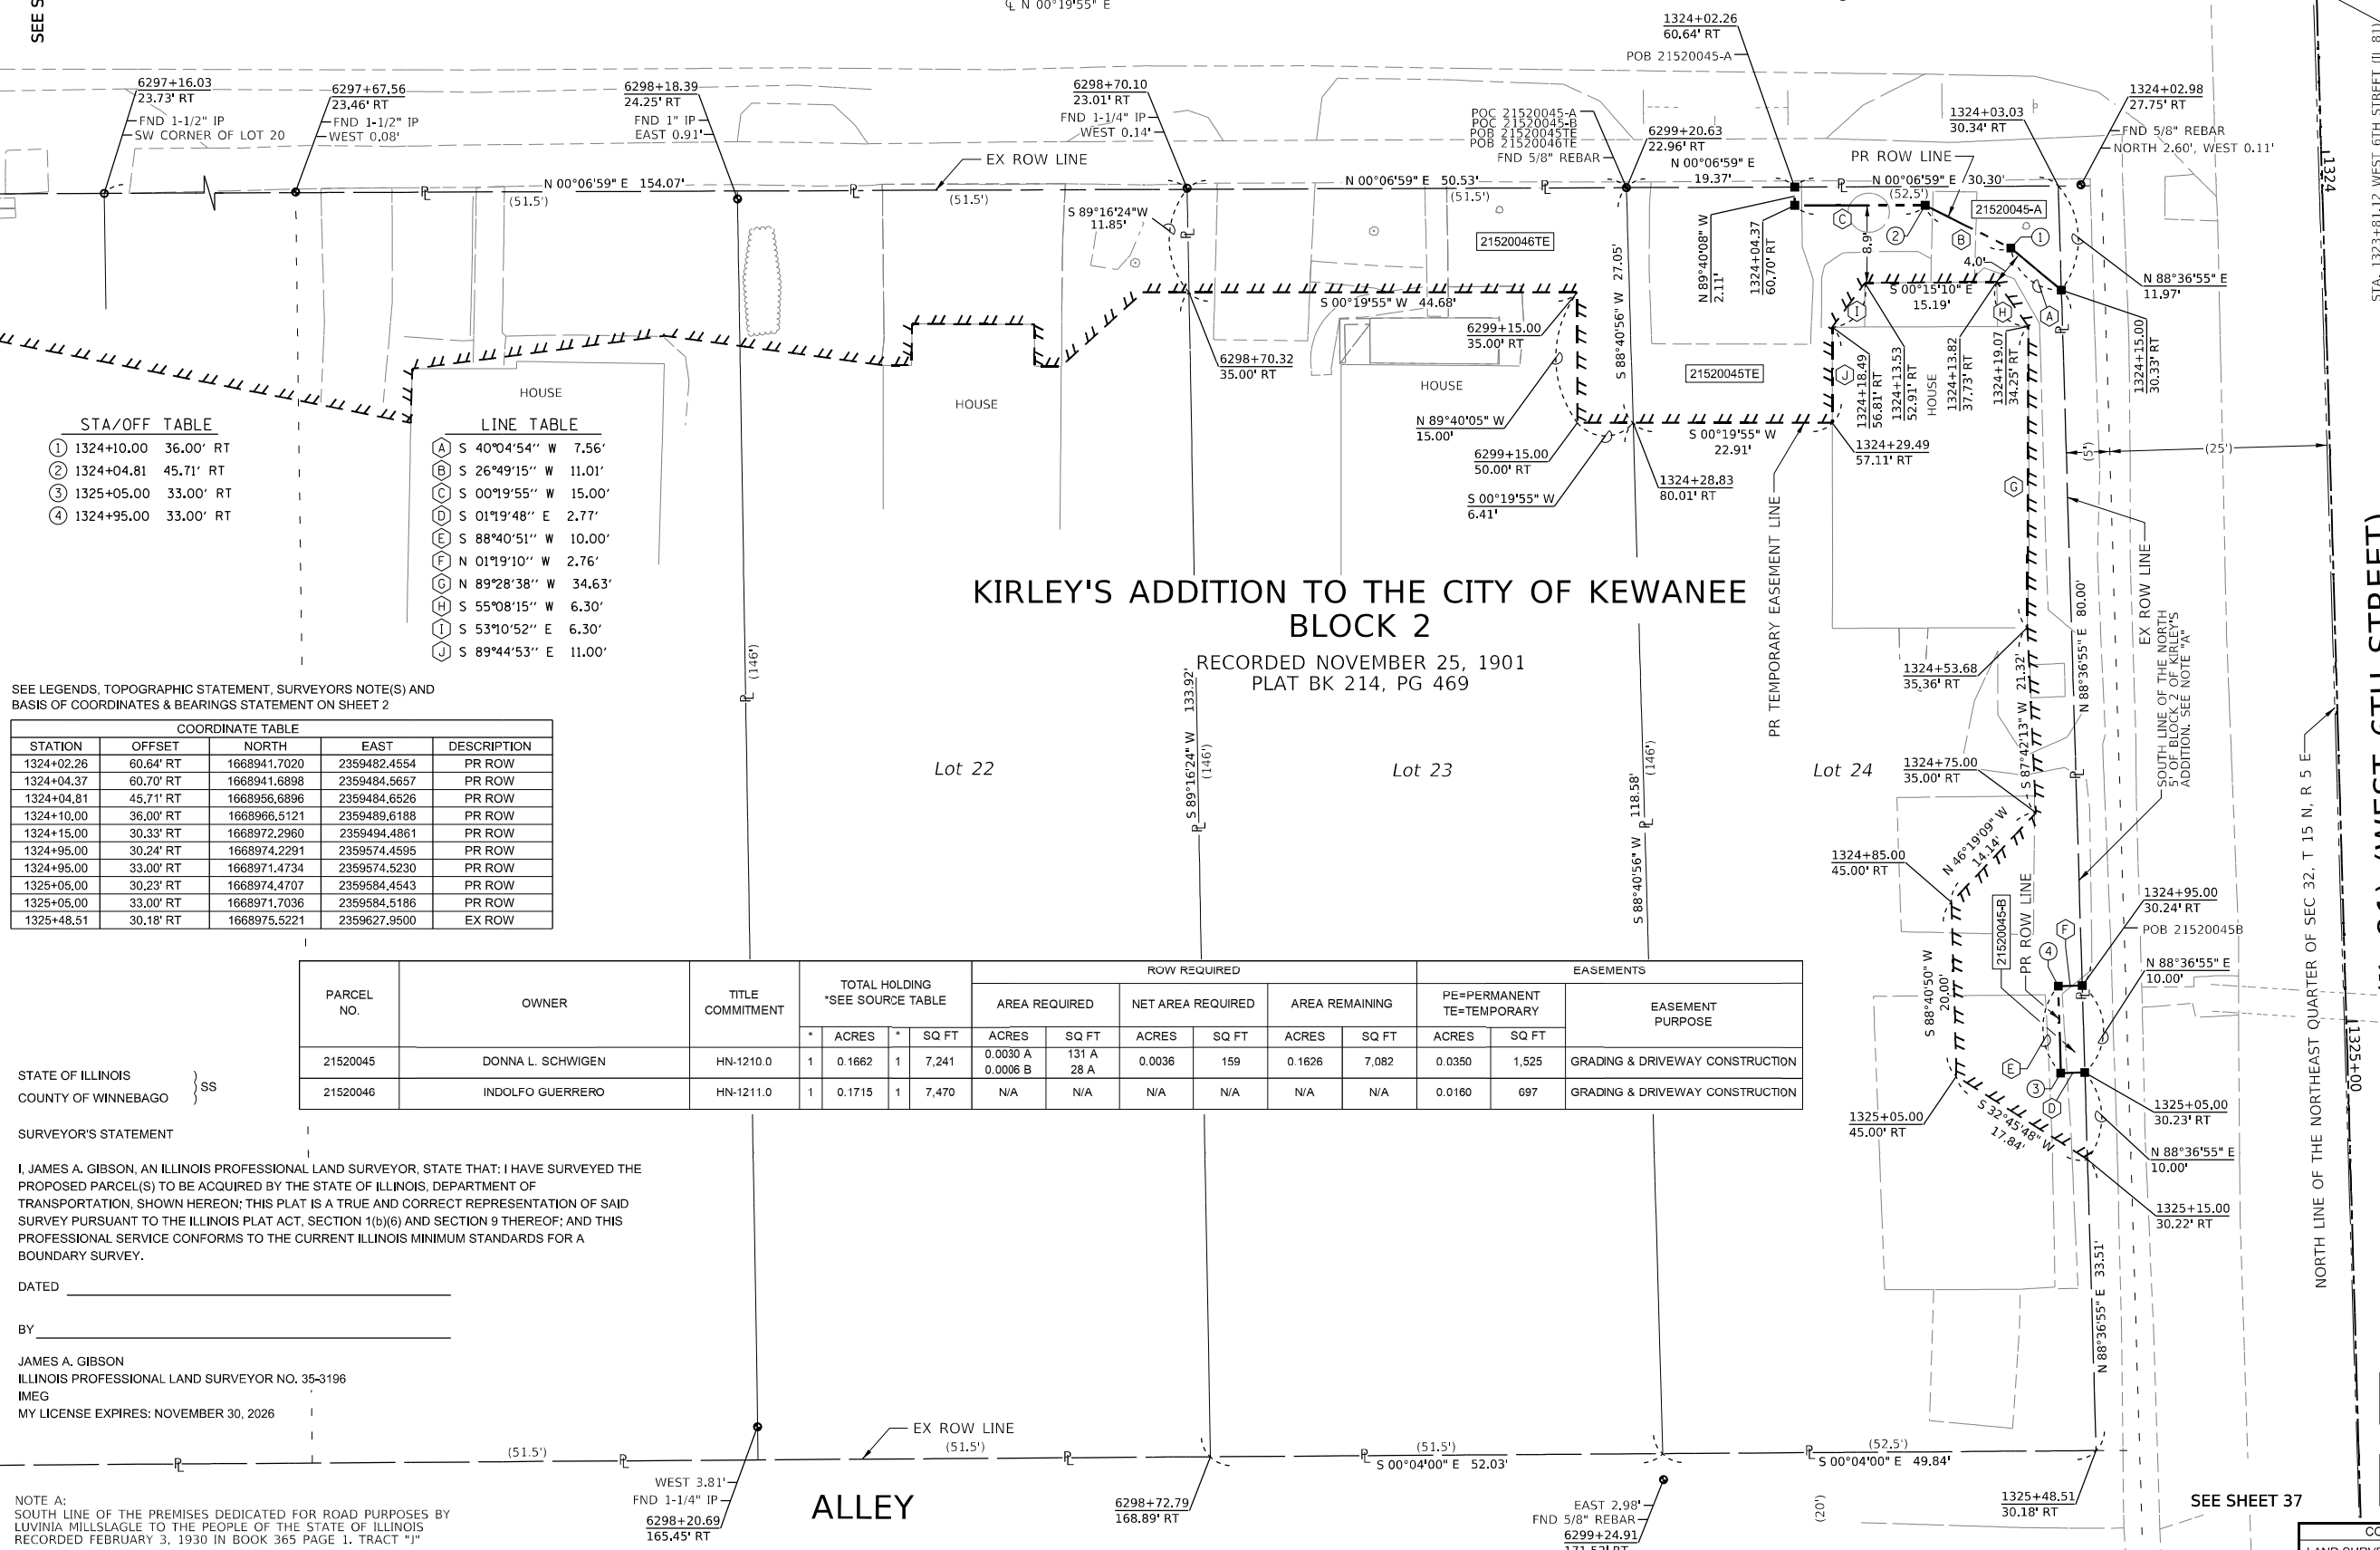 SEE S
℄ N 00°19'55" E
6297+16.03
23.73' RT
FND 1-1/2" IP
SW CORNER OF LOT 20
6297+67.56
23.46' RT
FND 1-1/2" IP
WEST 0.08'
6298+18.39
24.25' RT
FND 1" IP
EAST 0.91'
6298+70.10
23.01' RT
FND 1-1/4" IP
WEST 0.14'
POC 21520045-A
POC 21520045-B
POB 21520045TE
POB 21520046TE
FND 5/8" REBAR
6299+20.63
22.96' RT
1324+02.26
60.64' RT
POB 21520045-A
1324+03.03
30.34' RT
1324+02.98
27.75' RT
FND 5/8" REBAR
NORTH 2.60', WEST 0.11'
1324
STA. 1323+81.12 WEST 6TH STREET (IL 81)
EX ROW LINE
PR ROW LINE
N 00°06'59" E 154.07'
(51.5')
(51.5')
N 00°06'59" E 50.53'
(51.5')
N 00°06'59" E
19.37'
N 00°06'59" E 30.30'
(52.5')
S 89°16'24"W
11.85'
21520046TE
21520045-A
S 88°40'56" W 27.05'
N 89°40'08" W
2.11'
1324+04.37
60.70' RT
C
8.9'
2
B
1
4.0'
N 88°36'55" E
11.97'
S 00°19'55" W 44.68'
S 00°15'10" E
15.19'
I
H
A
6299+15.00
35.00' RT
6298+70.32
35.00' RT
21520045TE
J
1324+18.49
56.81' RT
1324+13.53
52.91' RT
HOUSE
1324+13.82
37.73' RT
1324+19.07
34.25' RT
1324+15.00
30.33' RT
HOUSE
HOUSE
HOUSE
N 89°40'05" W
15.00'
6299+15.00
50.00' RT
S 00°19'55" W
6.41'
S 00°19'55" W
22.91'
1324+28.83
80.01' RT
1324+29.49
57.11' RT
(5')
(25')
STA/OFF TABLE
1 1324+10.00 36.00' RT
2 1324+04.81 45.71' RT
3 1325+05.00 33.00' RT
4 1324+95.00 33.00' RT
LINE TABLE
A S 40°04'54'' W 7.56'
B S 26°49'15'' W 11.01'
C S 00°19'55'' W 15.00'
D S 01°19'48'' E 2.77'
E S 88°40'51'' W 10.00'
F N 01°19'10'' W 2.76'
G N 89°28'38'' W 34.63'
H S 55°08'15'' W 6.30'
I S 53°10'52'' E 6.30'
J S 89°44'53'' E 11.00'
G
PR TEMPORARY EASEMENT LINE
EX ROW LINE
KIRLEY'S ADDITION TO THE CITY OF KEWANEE
BLOCK 2
RECORDED NOVEMBER 25, 1901
PLAT BK 214, PG 469
(146')
S 89°16'24" W 133.92'
(146')
S 88°40'56" W 118.58'
(146')
Lot 22
Lot 23
Lot 24
1324+53.68
35.36' RT
N 88°36'55" E 80.00'
S 87°42'13" W 21.32'
SOUTH LINE OF THE NORTH
5' OF BLOCK 2 OF KIRLEY'S
ADDITION. SEE NOTE "A"
1324+75.00
35.00' RT
N 46°19'09" W
14.14'
1324+85.00
45.00' RT
NORTH LINE OF THE NORTHEAST QUARTER OF SEC 32, T 15 N, R 5 E
SEE LEGENDS, TOPOGRAPHIC STATEMENT, SURVEYORS NOTE(S) AND
BASIS OF COORDINATES & BEARINGS STATEMENT ON SHEET 2
COORDINATE TABLE
STATION OFFSET NORTH EAST DESCRIPTION
1324+02.26 60.64' RT 1668941.7020 2359482.4554 PR ROW
1324+04.37 60.70' RT 1668941.6898 2359484.5657 PR ROW
1324+04.81 45.71' RT 1668956.6896 2359484.6526 PR ROW
1324+10.00 36.00' RT 1668966.5121 2359489.6188 PR ROW
1324+15.00 30.33' RT 1668972.2960 2359494.4861 PR ROW
1324+95.00 30.24' RT 1668974.2291 2359574.4595 PR ROW
1324+95.00 33.00' RT 1668971.4734 2359574.5230 PR ROW
1325+05.00 30.23' RT 1668974.4707 2359584.4543 PR ROW
1325+05.00 33.00' RT 1668971.7036 2359584.5186 PR ROW
1325+48.51 30.18' RT 1668975.5221 2359627.9500 EX ROW
21520045-B
PR ROW LINE
1324+95.00
30.24' RT
POB 21520045B
F
4
N 88°36'55" E
10.00'
S 88°40'50" W
20.00'
E
3
D
1325+00
1325+05.00
45.00' RT
S 32°45'48" W
17.84'
1325+05.00
30.23' RT
N 88°36'55" E
10.00'
1325+15.00
30.22' RT
N 88°36'55" E 33.51'
PARCEL NO. OWNER TITLE COMMITMENT TOTAL HOLDING *SEE SOURCE TABLE ROW REQUIRED EASEMENTS
AREA REQUIRED NET AREA REQUIRED AREA REMAINING PE=PERMANENT TE=TEMPORARY EASEMENT PURPOSE
* ACRES * SQ FT ACRES SQ FT ACRES SQ FT ACRES SQ FT ACRES SQ FT
21520045 DONNA L. SCHWIGEN HN-1210.0 1 0.1662 1 7,241 0.0030 A 131 A 0.0036 159 0.1626 7,082 0.0350 1,525 GRADING & DRIVEWAY CONSTRUCTION
0.0006 B 28 A
21520046 INDOLFO GUERRERO HN-1211.0 1 0.1715 1 7,470 N/A N/A N/A N/A N/A N/A 0.0160 697 GRADING & DRIVEWAY CONSTRUCTION
STATE OF ILLINOIS
COUNTY OF WINNEBAGO
} SS
SURVEYOR'S STATEMENT
I, JAMES A. GIBSON, AN ILLINOIS PROFESSIONAL LAND SURVEYOR, STATE THAT: I HAVE SURVEYED THE
PROPOSED PARCEL(S) TO BE ACQUIRED BY THE STATE OF ILLINOIS, DEPARTMENT OF
TRANSPORTATION, SHOWN HEREON; THIS PLAT IS A TRUE AND CORRECT REPRESENTATION OF SAID
SURVEY PURSUANT TO THE ILLINOIS PLAT ACT, SECTION 1(b)(6) AND SECTION 9 THEREOF; AND THIS
PROFESSIONAL SERVICE CONFORMS TO THE CURRENT ILLINOIS MINIMUM STANDARDS FOR A
BOUNDARY SURVEY.
DATED
BY
JAMES A. GIBSON
ILLINOIS PROFESSIONAL LAND SURVEYOR NO. 35-3196
IMEG
MY LICENSE EXPIRES: NOVEMBER 30, 2026
EX ROW LINE
(51.5')
(51.5')
(51.5')
S 00°04'00" E 52.03'
(52.5')
S 00°04'00" E 49.84'
WEST 3.81'
FND 1-1/4" IP
6298+20.69
165.45' RT
ALLEY
6298+72.79
168.89' RT
EAST 2.98'
FND 5/8" REBAR
6299+24.91
171.52' RT
(20')
1325+48.51
30.18' RT
SEE SHEET 37
NOTE A:
SOUTH LINE OF THE PREMISES DEDICATED FOR ROAD PURPOSES BY
LUVINIA MILLSLAGLE TO THE PEOPLE OF THE STATE OF ILLINOIS
RECORDED FEBRUARY 3, 1930 IN BOOK 365 PAGE 1. TRACT "J"